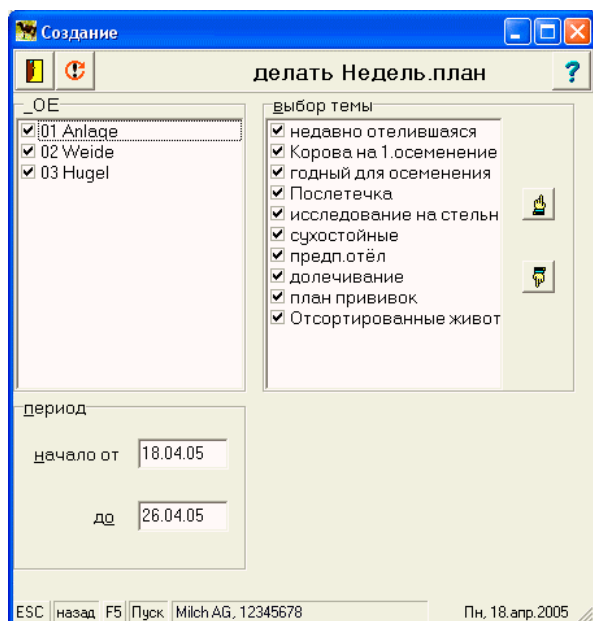 Создание
делать Недель.план
?
_OE
01 Anlage
02 Weide
03 Hugel
выбор темы
недавно отелившаяся
Корова на 1.осеменение
годный для осеменения
Послетечка
исследование на стельн
сухостойные
предп.отёл
долечивание
план прививок
Отсортированные живот
период
начало от 18.04.05
до 26.04.05
ESC назад F5 Пуск Milch AG, 12345678 Пн, 18.апр.2005